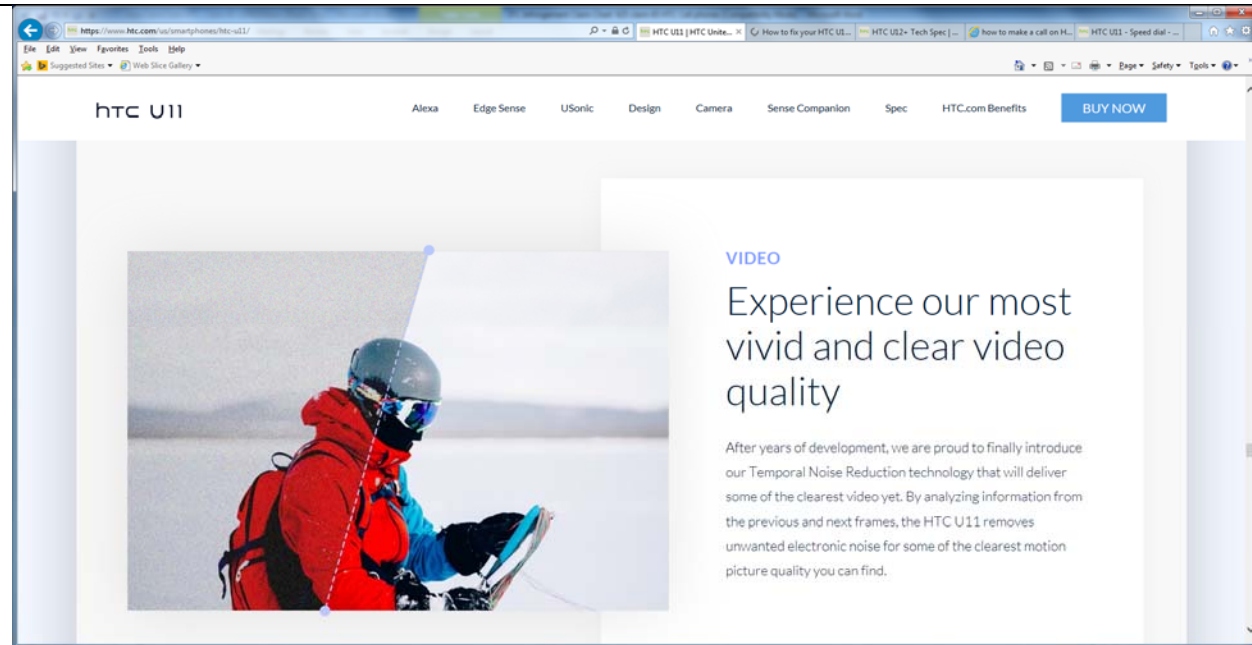 https://www.htc.com/us/smartphones/htc-u11/
HTC U11 | HTC Unite...
How to fix your HTC U1...
HTC U12+ Tech Spec | ...
how to make a call on H...
HTC U11 - Speed dial - ...
File Edit View Favorites Tools Help
Suggested Sites Web Slice Gallery
Page Safety Tools
hTC U11
Alexa Edge Sense USonic Design Camera Sense Companion Spec HTC.com Benefits BUY NOW
VIDEO
Experience our most
vivid and clear video
quality
After years of development, we are proud to finally introduce
our Temporal Noise Reduction technology that will deliver
some of the clearest video yet. By analyzing information from
the previous and next frames, the HTC U11 removes
unwanted electronic noise for some of the clearest motion
picture quality you can find.